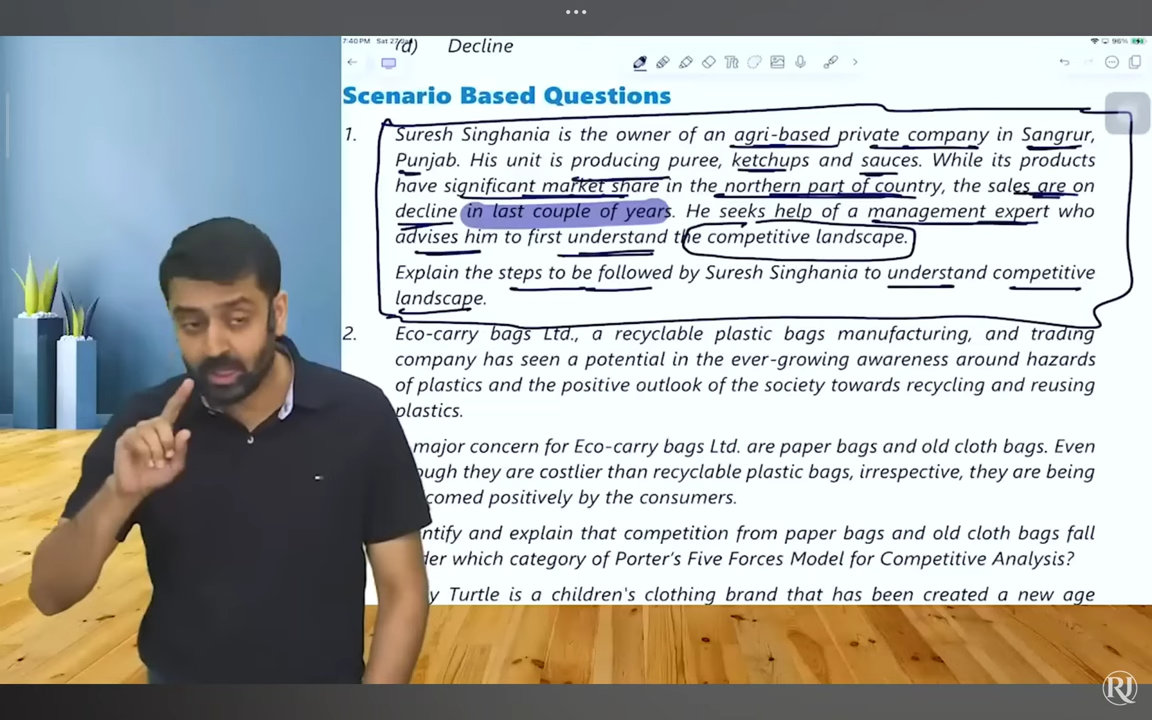 7:40 PM Sat 27
96%
(d) Decline
Scenario Based Questions
1. Suresh Singhania is the owner of an agri-based private company in Sangrur,
Punjab. His unit is producing puree, ketchups and sauces. While its products
have significant market share in the northern part of country, the sales are on
decline in last couple of years. He seeks help of a management expert who
advises him to first understand the competitive landscape.
Explain the steps to be followed by Suresh Singhania to understand competitive
landscape.
2. Eco-carry bags Ltd., a recyclable plastic bags manufacturing, and trading
company has seen a potential in the ever-growing awareness around hazards
of plastics and the positive outlook of the society towards recycling and reusing
plastics.
major concern for Eco-carry bags Ltd. are paper bags and old cloth bags. Even
ough they are costlier than recyclable plastic bags, irrespective, they are being
comed positively by the consumers.
ntify and explain that competition from paper bags and old cloth bags fall
der which category of Porter's Five Forces Model for Competitive Analysis?
y Turtle is a children's clothing brand that has been created a new age
RJ